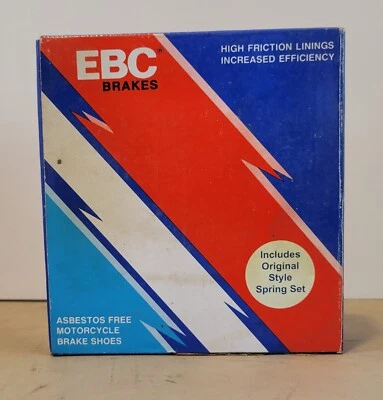 EBC
BRAKES
HIGH FRICTION LININGS
INCREASED EFFICIENCY
Includes
Original
Style
Spring Set
ASBESTOS FREE
MOTORCYCLE
BRAKE SHOES